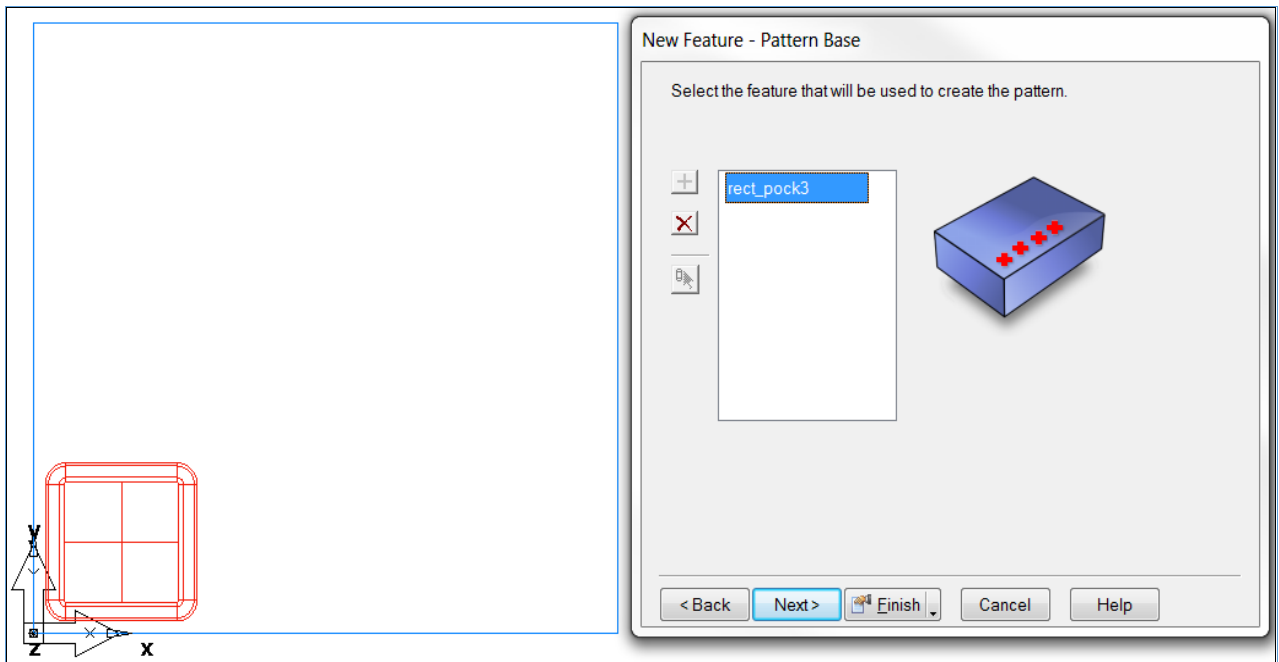 New Feature - Pattern Base
Select the feature that will be used to create the pattern.
rect_pock3
< Back Next > Finish Cancel Help
y
z x